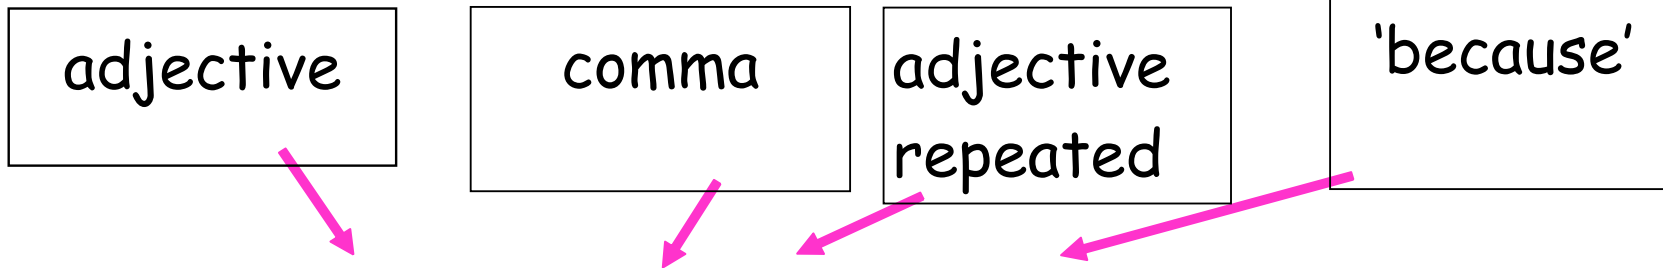 adjective
comma
adjective
repeated
‘because’